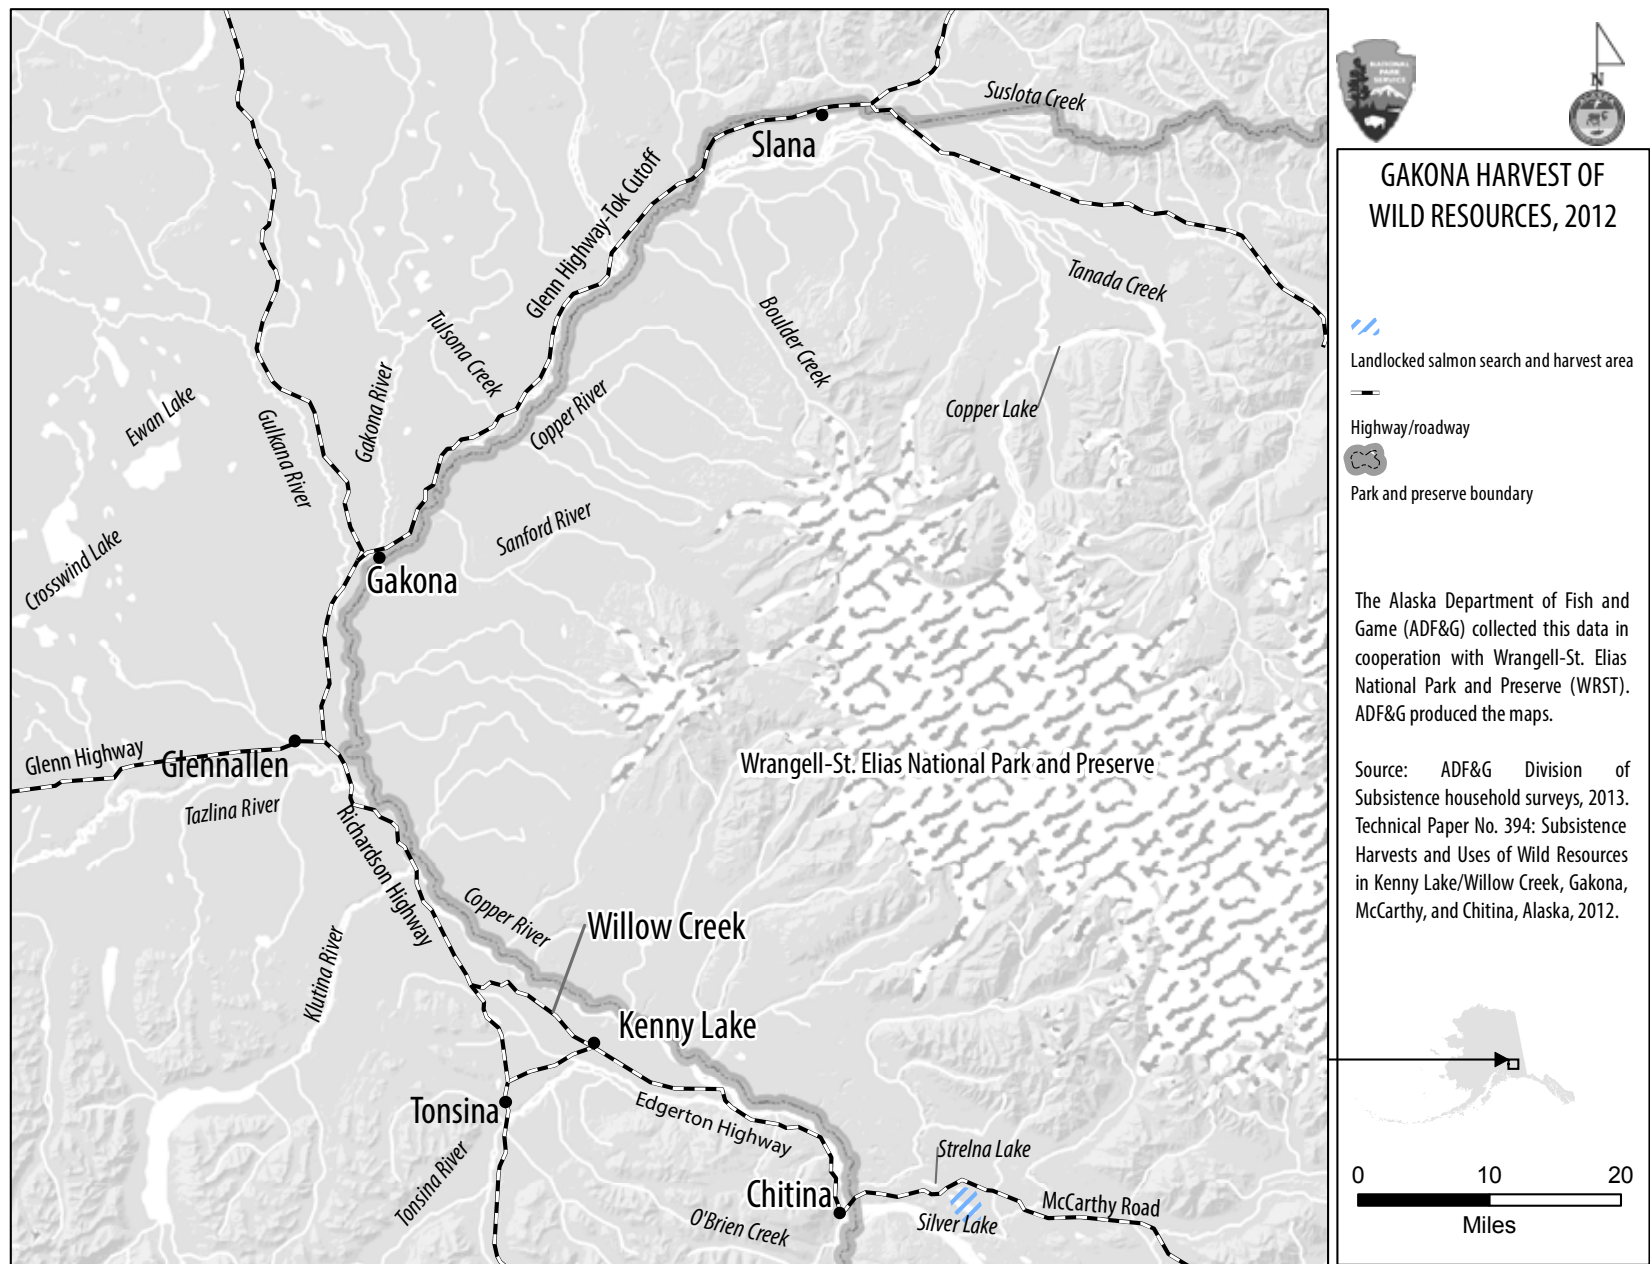 Suslota Creek
Slana
Glenn Highway-Tok Cutoff
Tanada Creek
Boulder Creek
Tulsona Creek
Gakona River
Copper Lake
Ewan Lake
Gulkana River
Copper River
Sanford River
Crosswind Lake
Gakona
Glenn Highway
Glennallen
Wrangell-St. Elias National Park and Preserve
Tazlina River
Richardson Highway
Copper River
Willow Creek
Klutina River
Kenny Lake
Tonsina
Edgerton Highway
Strelna Lake
Tonsina River
Chitina
McCarthy Road
O'Brien Creek
Silver Lake
NATIONAL
PARK
SERVICE
N
GAKONA HARVEST OF
WILD RESOURCES, 2012
Landlocked salmon search and harvest area
Highway/roadway
Park and preserve boundary
The Alaska Department of Fish and
Game (ADF&G) collected this data in
cooperation with Wrangell-St. Elias
National Park and Preserve (WRST).
ADF&G produced the maps.
Source: ADF&G Division of
Subsistence household surveys, 2013.
Technical Paper No. 394: Subsistence
Harvests and Uses of Wild Resources
in Kenny Lake/Willow Creek, Gakona,
McCarthy, and Chitina, Alaska, 2012.
0 10 20
Miles